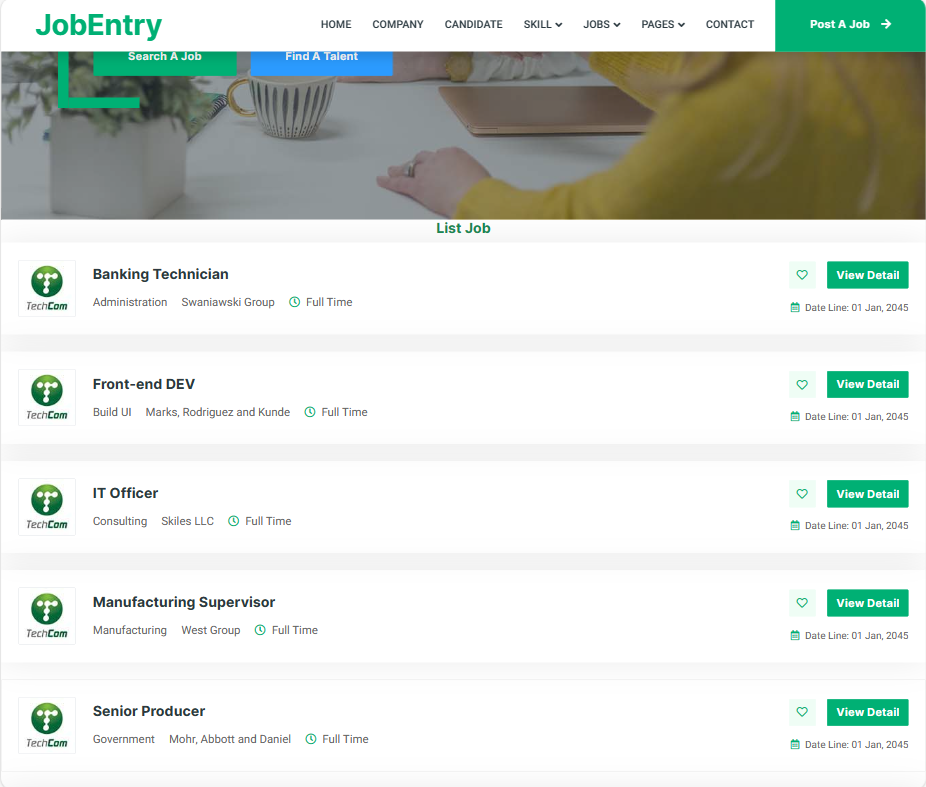 JobEntry
HOME COMPANY CANDIDATE SKILL JOBS PAGES CONTACT Post A Job
Search A Job Find A Talent
List Job
TechCom
Banking Technician
Administration Swaniawski Group Full Time
View Detail
Date Line: 01 Jan, 2045
TechCom
Front-end DEV
Build UI Marks, Rodriguez and Kunde Full Time
View Detail
Date Line: 01 Jan, 2045
TechCom
IT Officer
Consulting Skiles LLC Full Time
View Detail
Date Line: 01 Jan, 2045
TechCom
Manufacturing Supervisor
Manufacturing West Group Full Time
View Detail
Date Line: 01 Jan, 2045
TechCom
Senior Producer
Government Mohr, Abbott and Daniel Full Time
View Detail
Date Line: 01 Jan, 2045